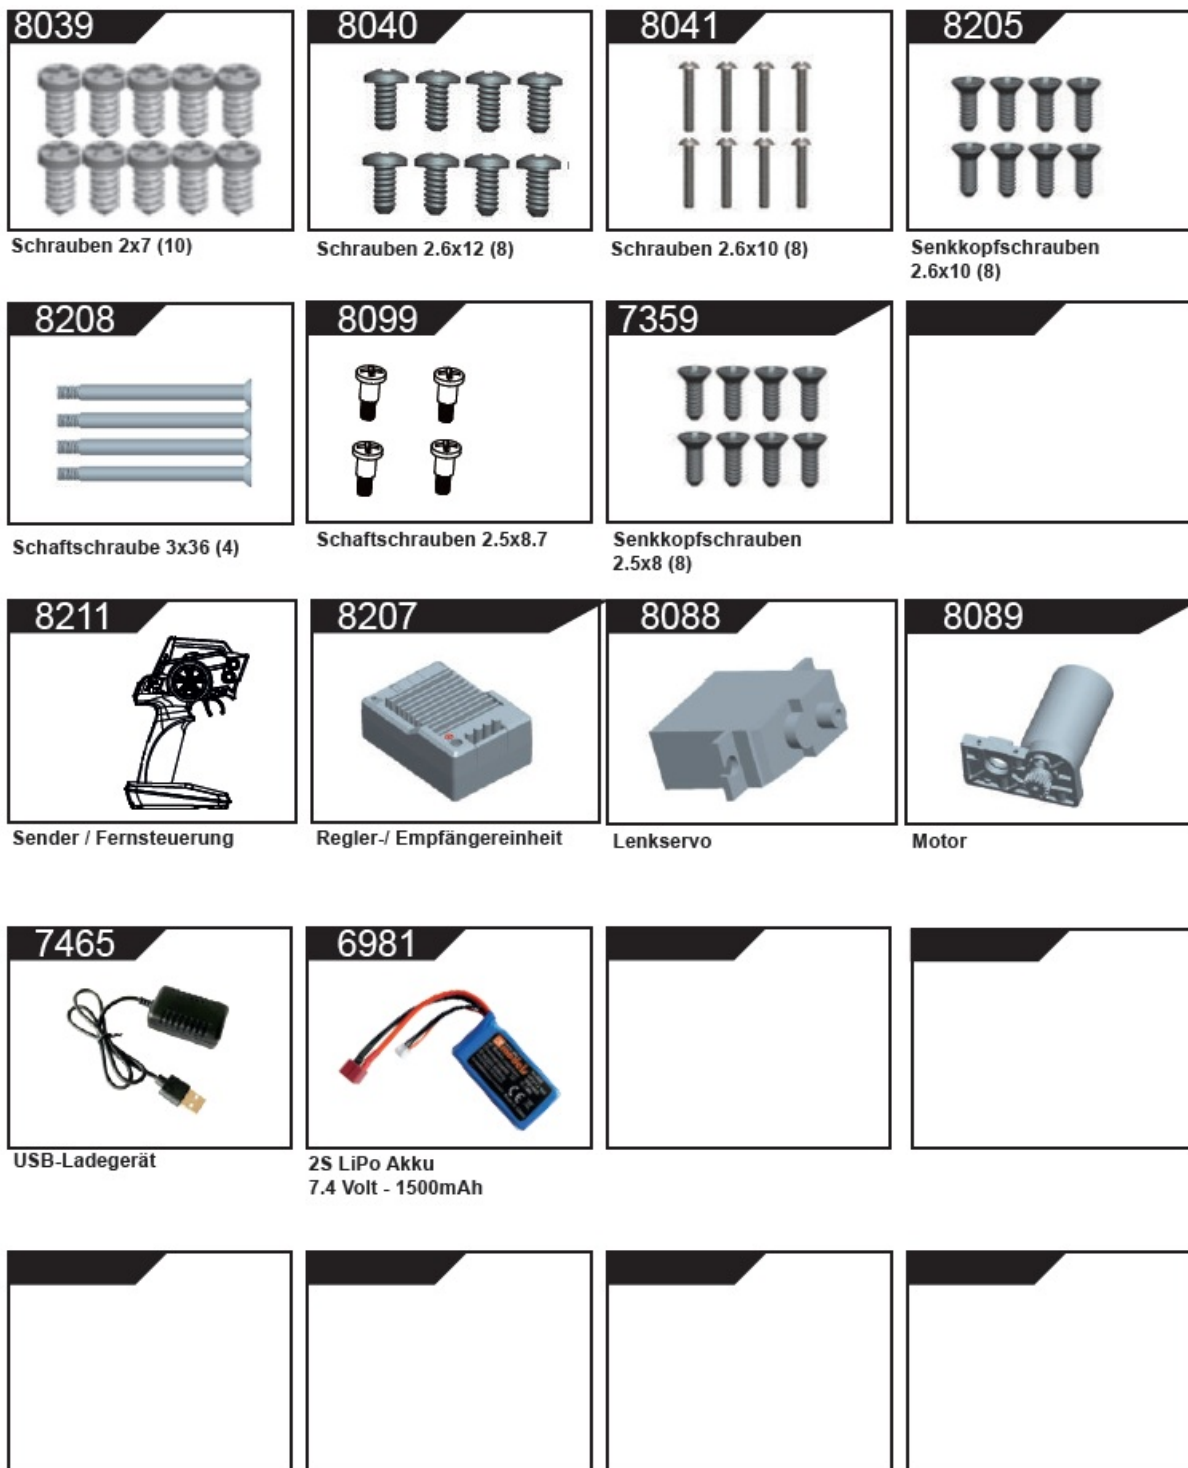 8039
8040
8041
8205
Schrauben 2x7 (10)
Schrauben 2.6x12 (8)
Schrauben 2.6x10 (8)
Senkkopfschrauben
2.6x10 (8)
8208
8099
7359
Schaftschraube 3x36 (4)
Schaftschrauben 2.5x8.7
Senkkopfschrauben
2.5x8 (8)
8211
8207
8088
8089
Sender / Fernsteuerung
Regler-/ Empfängereinheit
Lenkservo
Motor
7465
6981
USB-Ladegerät
2S LiPo Akku
7.4 Volt - 1500mAh